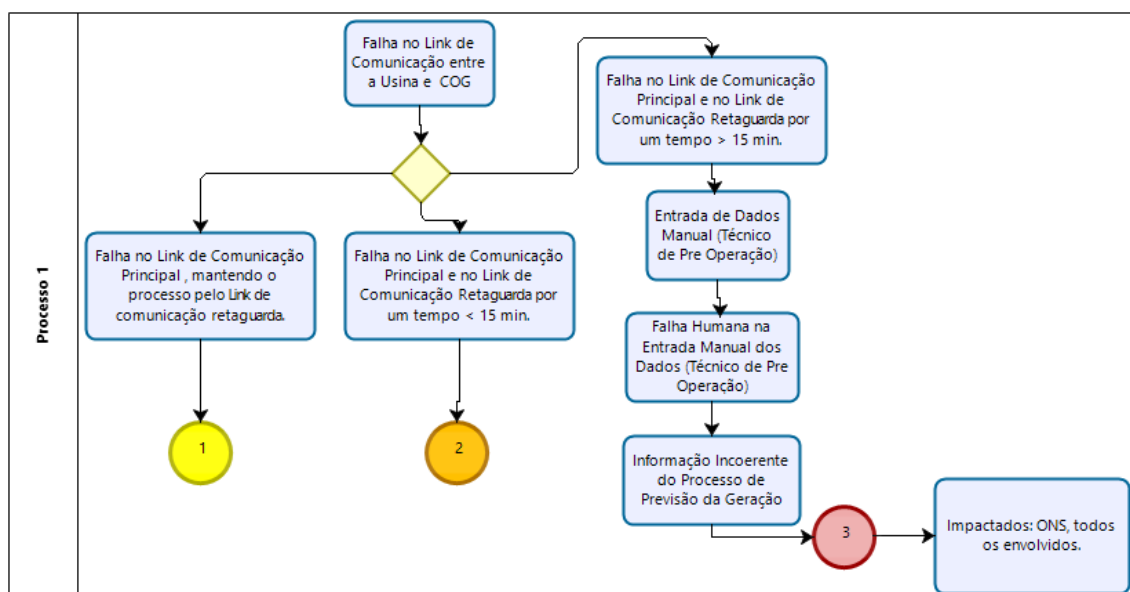 Processo 1
Falha no Link de
Comunicação entre
a Usina e COG
Falha no Link de Comunicação
Principal e no Link de
Comunicação Retaguarda por
um tempo > 15 min.
Falha no Link de Comunicação
Principal , mantendo o
processo pelo Link de
comunicação retaguarda.
Falha no Link de Comunicação
Principal e no Link de
Comunicação Retaguarda por
um tempo < 15 min.
Entrada de Dados
Manual (Técnico
de Pre Operação)
Falha Humana na
Entrada Manual dos
Dados (Técnico de Pre
Operação)
1
2
Informação Incoerente
do Processo de
Previsão da Geração
3
Impactados: ONS, todos
os envolvidos.